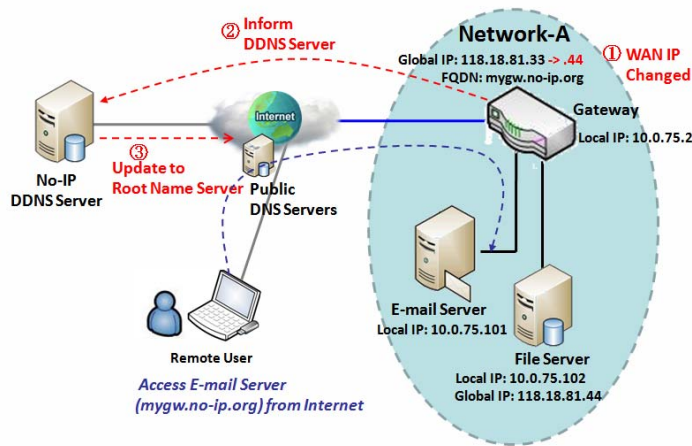 Network-A
② Inform
DDNS Server
Global IP: 118.18.81.33 -> .44
FQDN: mygw.no-ip.org
① WAN IP
Changed
Internet
Gateway
Local IP: 10.0.75.2
③ Update to
Root Name Server
No-IP
DDNS Server
Public
DNS Servers
E-mail Server
Local IP: 10.0.75.101
Remote User
File Server
Local IP: 10.0.75.102
Global IP: 118.18.81.44
Access E-mail Server
(mygw.no-ip.org) from Internet